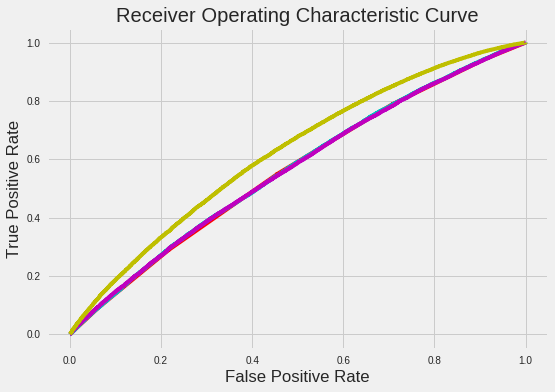 Receiver Operating Characteristic Curve
True Positive Rate
1.0
0.8
0.6
0.4
0.2
0.0
0.0 0.2 0.4 0.6 0.8 1.0
False Positive Rate